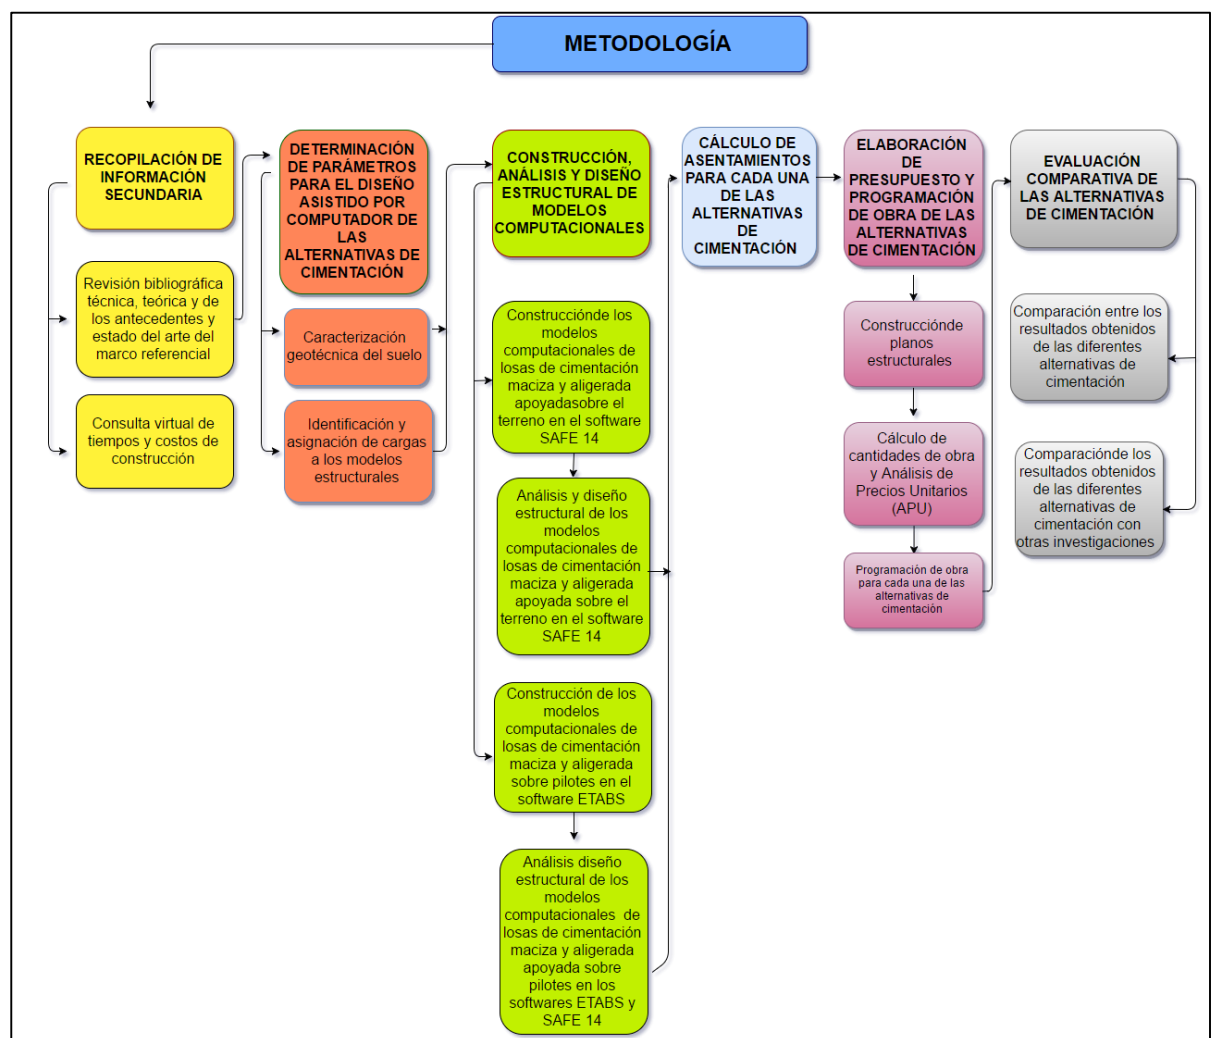 METODOLOGÍA
RECOPILACIÓN DE
INFORMACIÓN
SECUNDARIA
Revisión bibliográfica
técnica, teórica y de
los antecedentes y
estado del arte del
marco referencial
Consulta virtual de
tiempos y costos de
construcción
DETERMINACIÓN
DE PARÁMETROS
PARA EL DISEÑO
ASISTIDO POR
COMPUTADOR DE
LAS
ALTERNATIVAS DE
CIMENTACIÓN
Caracterización
geotécnica del suelo
Identificación y
asignación de cargas
a los modelos
estructurales
CONSTRUCCIÓN,
ANÁLISIS Y DISEÑO
ESTRUCTURAL DE
MODELOS
COMPUTACIONALES
Construcciónde los
modelos
computacionales de
losas de cimentación
maciza y aligerada
apoyadasobre el
terreno en el software
SAFE 14
Análisis y diseño
estructural de los
modelos
computacionales de
losas de cimentación
maciza y aligerada
apoyada sobre el
terreno en el software
SAFE 14
Construcción de los
modelos
computacionales de
losas de cimentación
maciza y aligerada
sobre pilotes en el
software ETABS
Análisis diseño
estructural de los
modelos
computacionales de
losas de cimentación
maciza y aligerada
apoyada sobre
pilotes en los
softwares ETABS y
SAFE 14
CÁLCULO DE
ASENTAMIENTOS
PARA CADA UNA
DE LAS
ALTERNATIVAS
DE
CIMENTACIÓN
ELABORACIÓN
DE
PRESUPUESTO Y
PROGRAMACIÓN
DE OBRA DE LAS
ALTERNATIVAS
DE CIMENTACIÓN
Construcciónde
planos
estructurales
Cálculo de
cantidades de obra
y Análisis de
Precios Unitarios
(APU)
Programación de obra
para cada una de las
alternativas de
cimentación
EVALUACIÓN
COMPARATIVA DE
LAS ALTERNATIVAS
DE CIMENTACIÓN
Comparación entre los
resultados obtenidos
de las diferentes
alternativas de
cimentación
Comparaciónde los
resultados obtenidos
de las diferentes
alternativas de
cimentación con
otras investigaciones